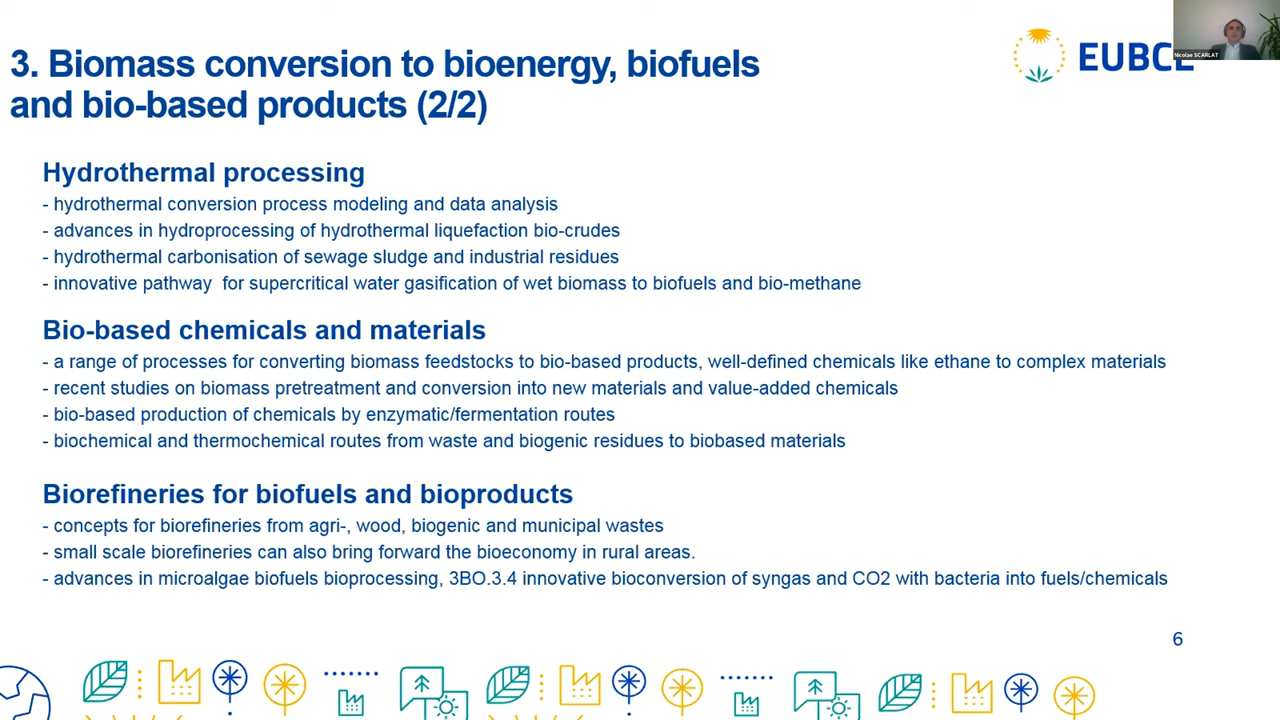 3. Biomass conversion to bioenergy, biofuels
and bio-based products (2/2)
EUBCE
Nicolae SCARLAT
Hydrothermal processing
- hydrothermal conversion process modeling and data analysis
- advances in hydroprocessing of hydrothermal liquefaction bio-crudes
- hydrothermal carbonisation of sewage sludge and industrial residues
- innovative pathway  for supercritical water gasification of wet biomass to biofuels and bio-methane
Bio-based chemicals and materials
- a range of processes for converting biomass feedstocks to bio-based products, well-defined chemicals like ethane to complex materials
- recent studies on biomass pretreatment and conversion into new materials and value-added chemicals
- bio-based production of chemicals by enzymatic/fermentation routes
- biochemical and thermochemical routes from waste and biogenic residues to biobased materials
Biorefineries for biofuels and bioproducts
- concepts for biorefineries from agri-, wood, biogenic and municipal wastes
- small scale biorefineries can also bring forward the bioeconomy in rural areas.
- advances in microalgae biofuels bioprocessing, 3BO.3.4 innovative bioconversion of syngas and CO2 with bacteria into fuels/chemicals
6